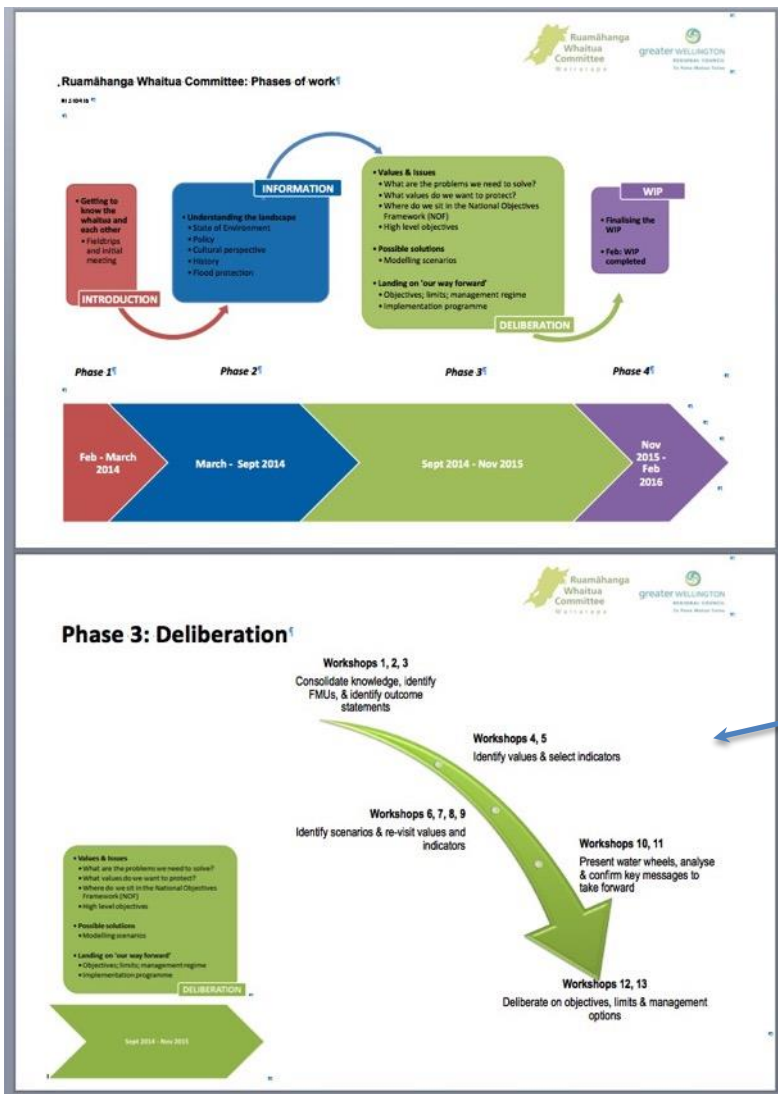 Ruamāhanga
Whaitua
Committee
Wairarapa
greater WELLINGTON
REGIONAL COUNCIL
Te Pane Matua Taiao
Ruamāhanga Whaitua Committee: Phases of work
• Getting to
know the
whaitua and
each other
• Fieldtrips
and initial
meeting
INTRODUCTION
INFORMATION
• Understanding the landscape
• State of Environment
• Policy
• Cultural perspective
• History
• Flood protection
• Values & Issues
• What are the problems we need to solve?
• What values do we want to protect?
• Where do we sit in the National Objectives
Framework (NOF)
• High level objectives
• Possible solutions
• Modelling scenarios
• Landing on 'our way forward'
• Objectives; limits; management regime
• Implementation programme
DELIBERATION
WIP
• Finalising the
WIP
• Feb: WIP
completed
Phase 1
Phase 2
Phase 3
Phase 4
Feb - March
2014
March - Sept 2014
Sept 2014 - Nov 2015
Nov
2015 -
Feb
2016
Ruamāhanga
Whaitua
Committee
Wairarapa
greater WELLINGTON
REGIONAL COUNCIL
Te Pane Matua Taiao
Phase 3: Deliberation
Workshops 1, 2, 3
Consolidate knowledge, identify
FMUs, & identify outcome
statements
Workshops 4, 5
Identify values & select indicators
Workshops 6, 7, 8, 9
Identify scenarios & re-visit values and
indicators
Workshops 10, 11
Present water wheels, analyse
& confirm key messages to
take forward
Workshops 12, 13
Deliberate on objectives, limits & management
options
• Values & Issues
• What are the problems we need to solve?
• What values do we want to protect?
• Where do we sit in the National Objectives
Framework (NOF)
• High level objectives
• Possible solutions
• Modelling scenarios
• Landing on 'our way forward'
• Objectives; limits; management regime
• Implementation programme
DELIBERATION
Sept 2014 - Nov 2015